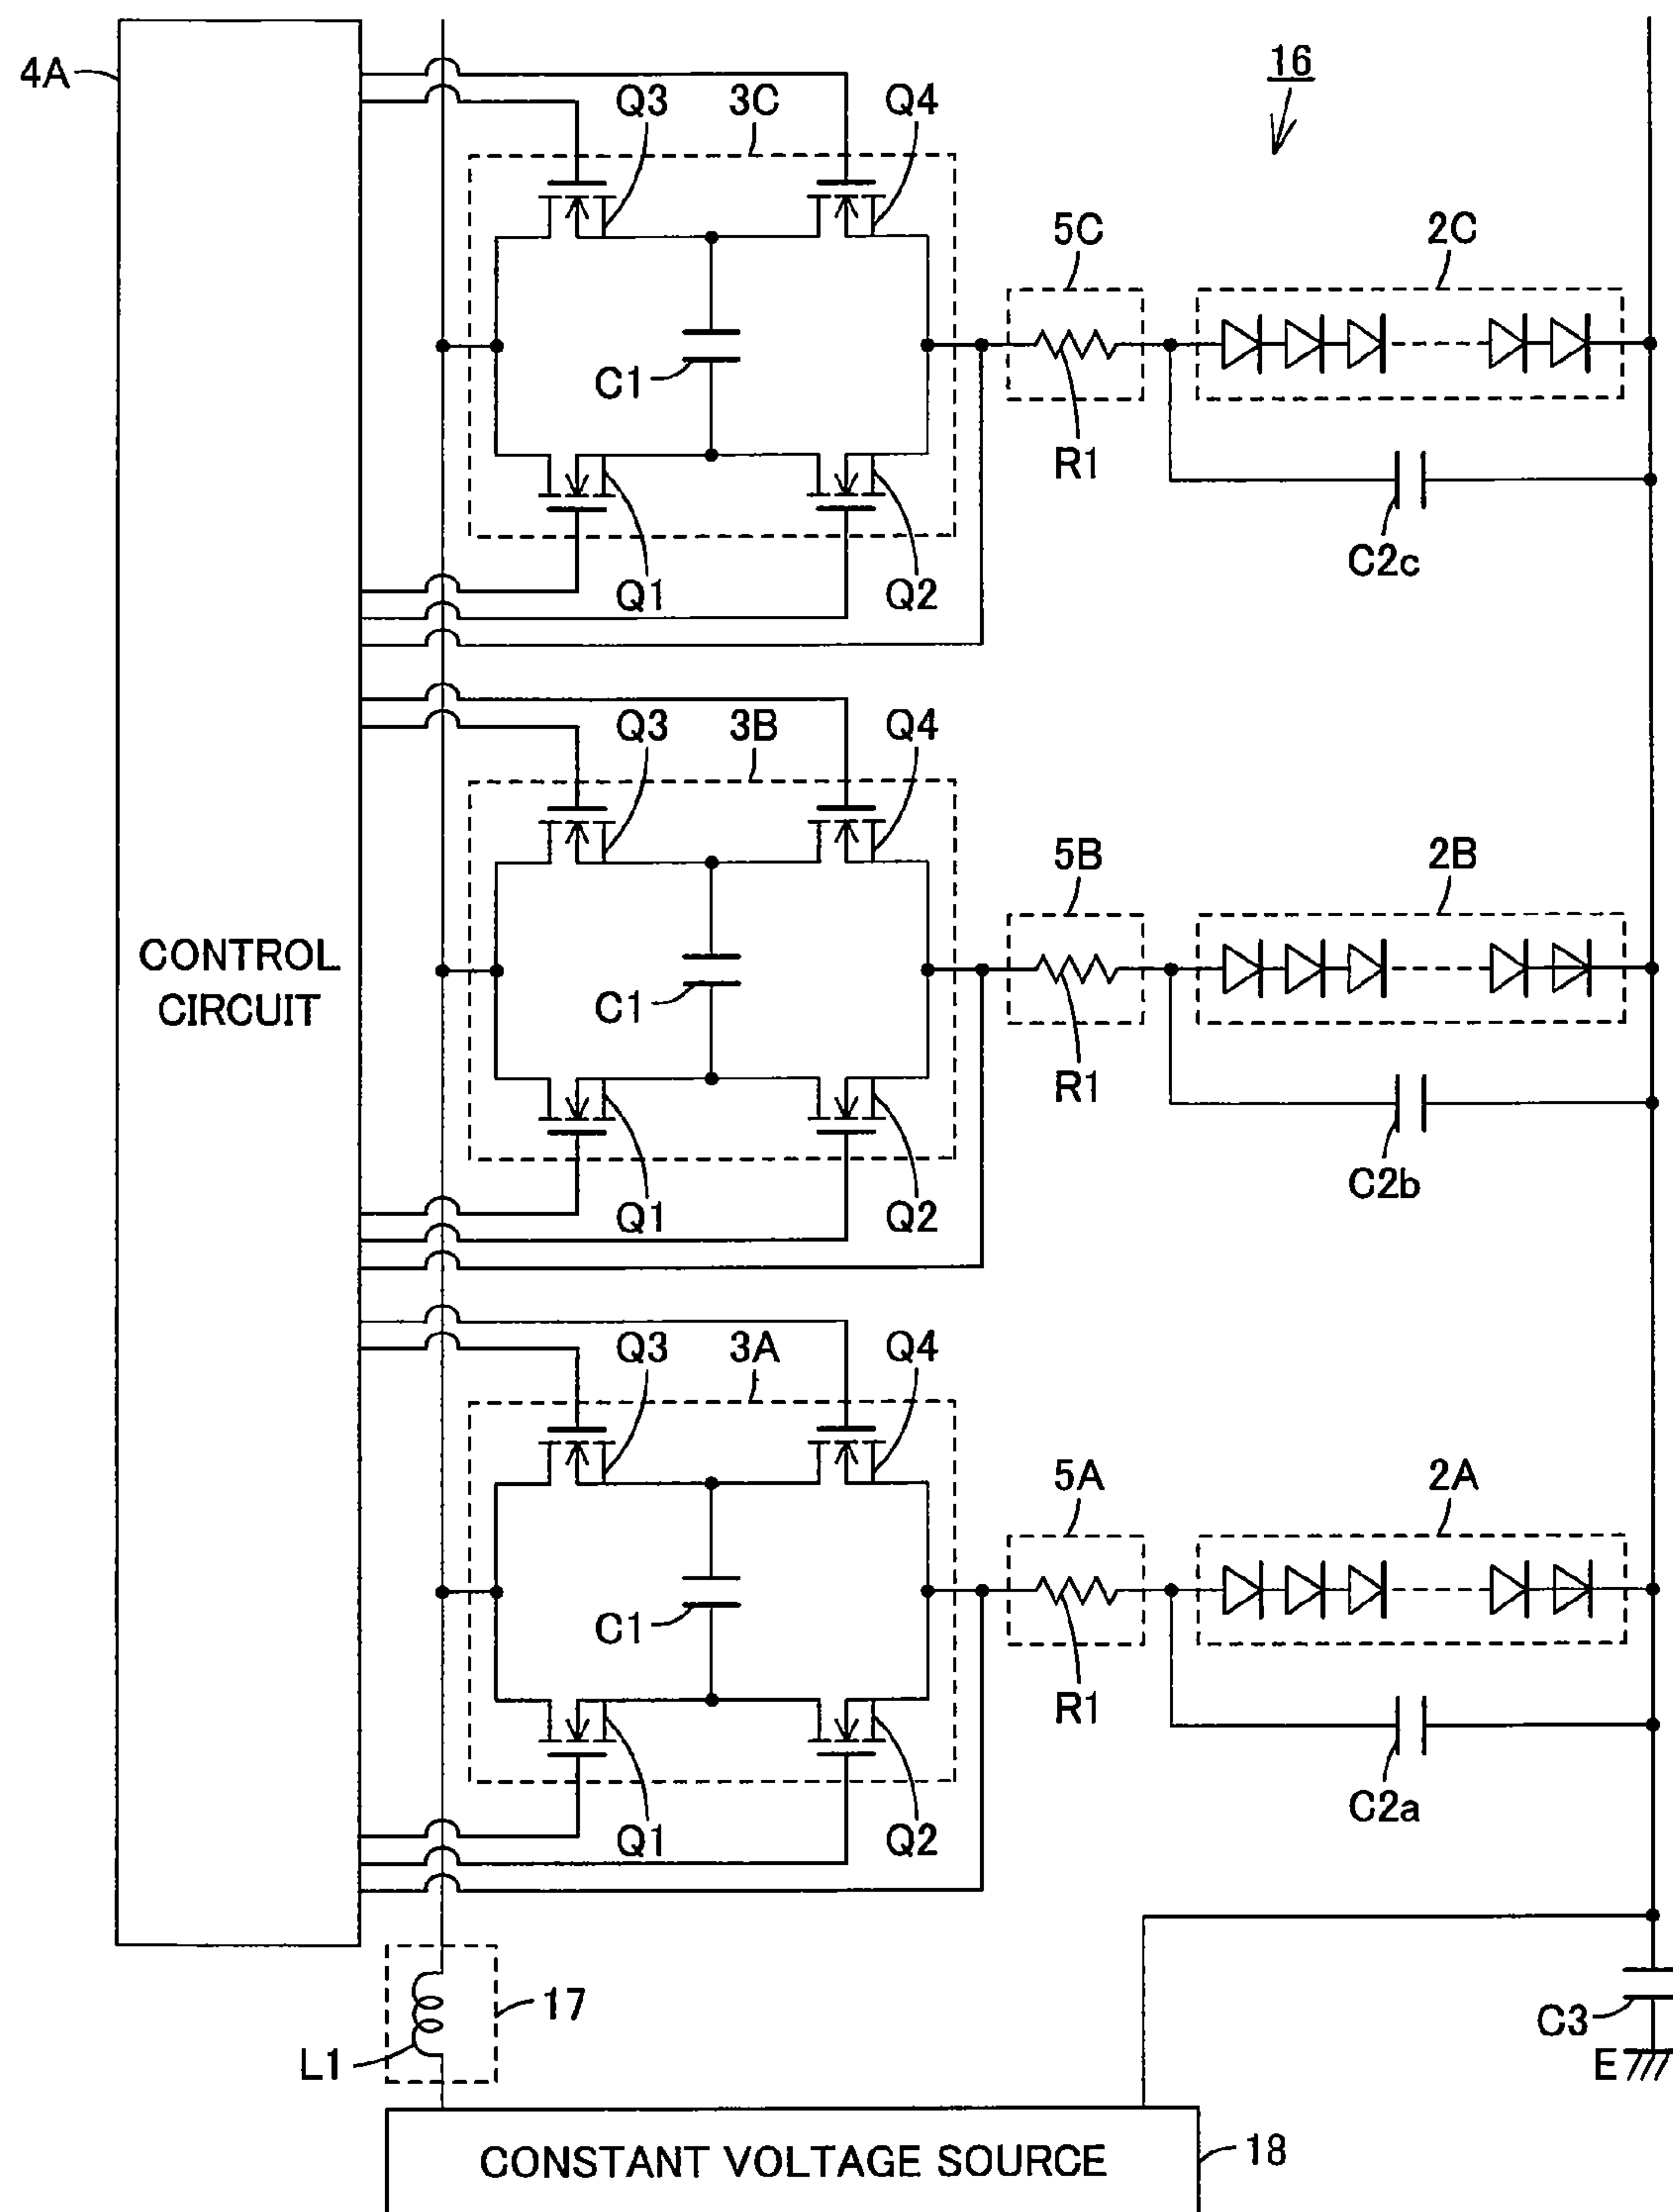 4A
16
Q3
3C
Q4
5C
2C
C1
R1
Q1
Q2
C2c
Q3
3B
Q4
5B
2B
CONTROL
CIRCUIT
C1
R1
Q1
Q2
C2b
Q3
3A
Q4
5A
2A
C1
R1
Q1
Q2
C2a
17
L1
C3
E
CONSTANT VOLTAGE SOURCE
18